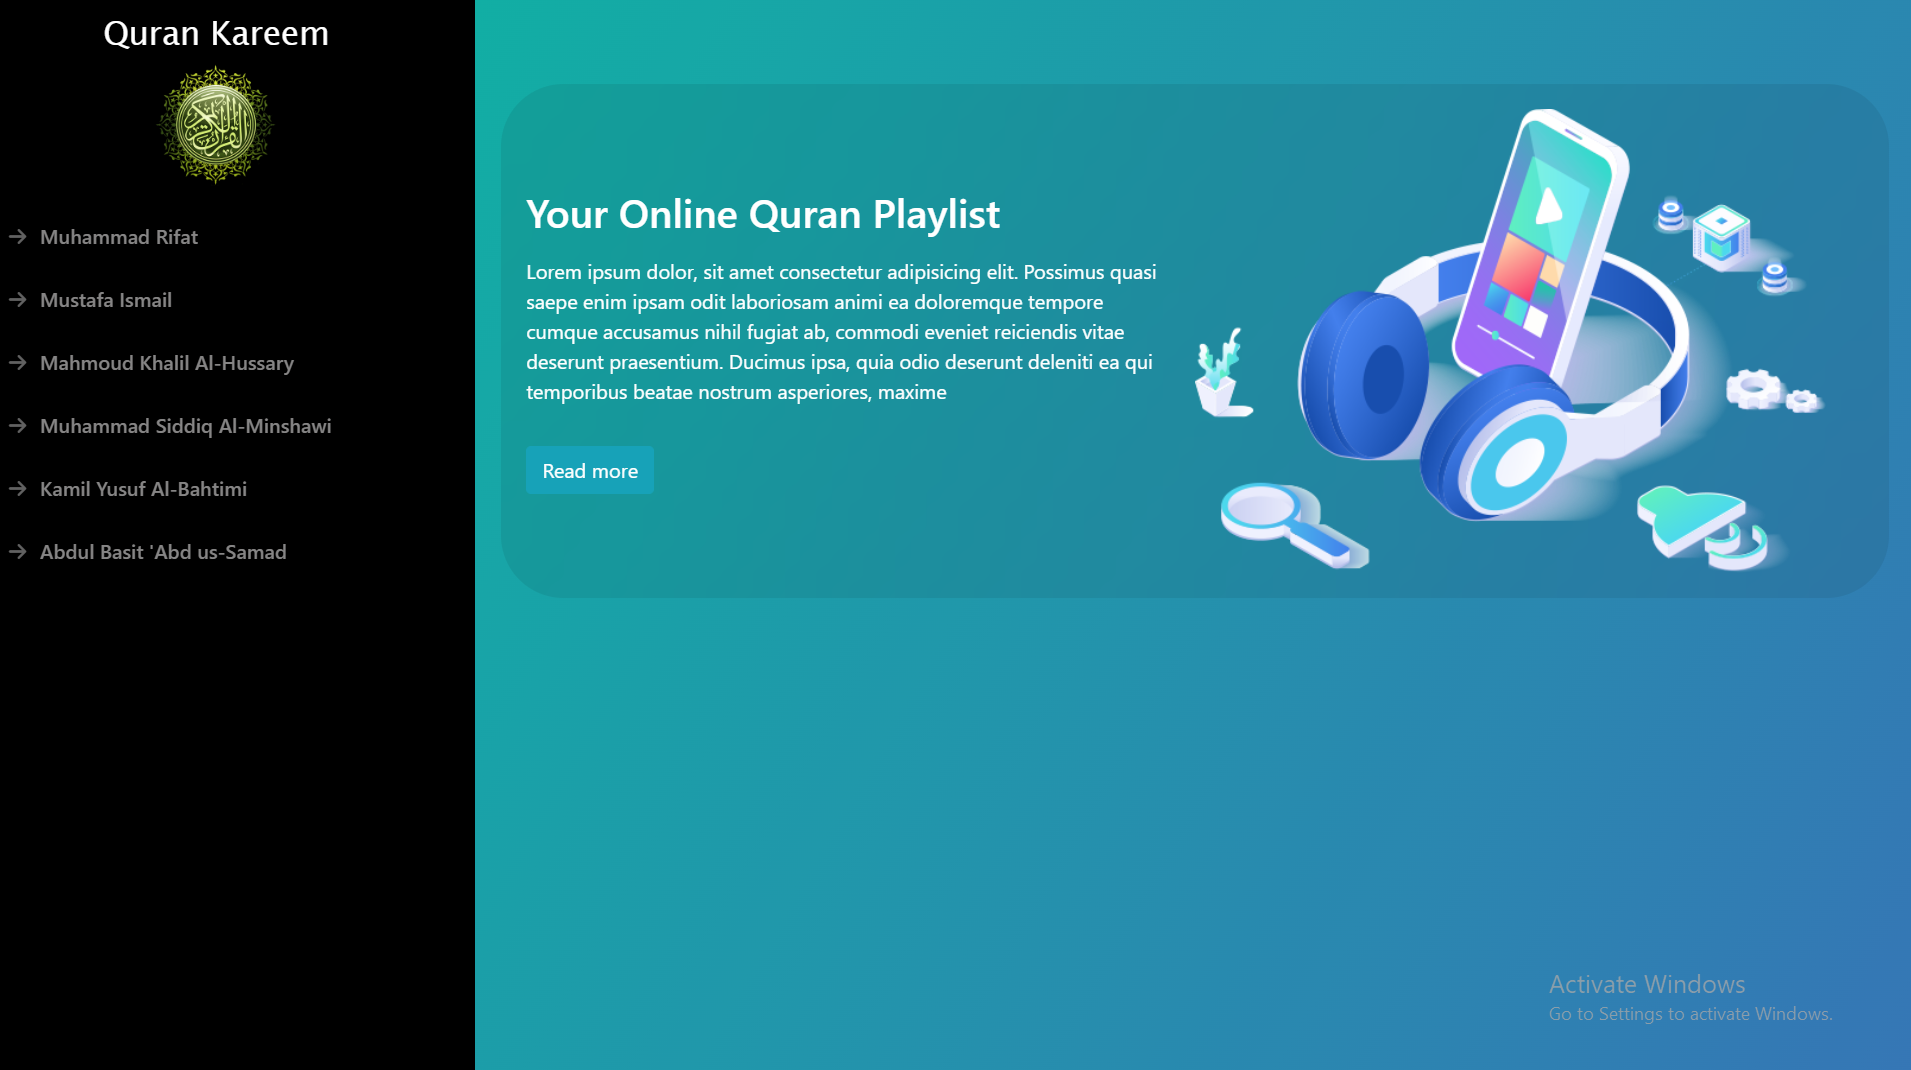 Quran Kareem
القرآن الكريم
Muhammad Rifat
Mustafa Ismail
Mahmoud Khalil Al-Hussary
Muhammad Siddiq Al-Minshawi
Kamil Yusuf Al-Bahtimi
Abdul Basit 'Abd us-Samad
Your Online Quran Playlist
Lorem ipsum dolor, sit amet consectetur adipisicing elit. Possimus quasi
saepe enim ipsam odit laboriosam animi ea doloremque tempore
cumque accusamus nihil fugiat ab, commodi eveniet reiciendis vitae
deserunt praesentium. Ducimus ipsa, quia odio deserunt deleniti ea qui
temporibus beatae nostrum asperiores, maxime
Read more
Activate Windows
Go to Settings to activate Windows.